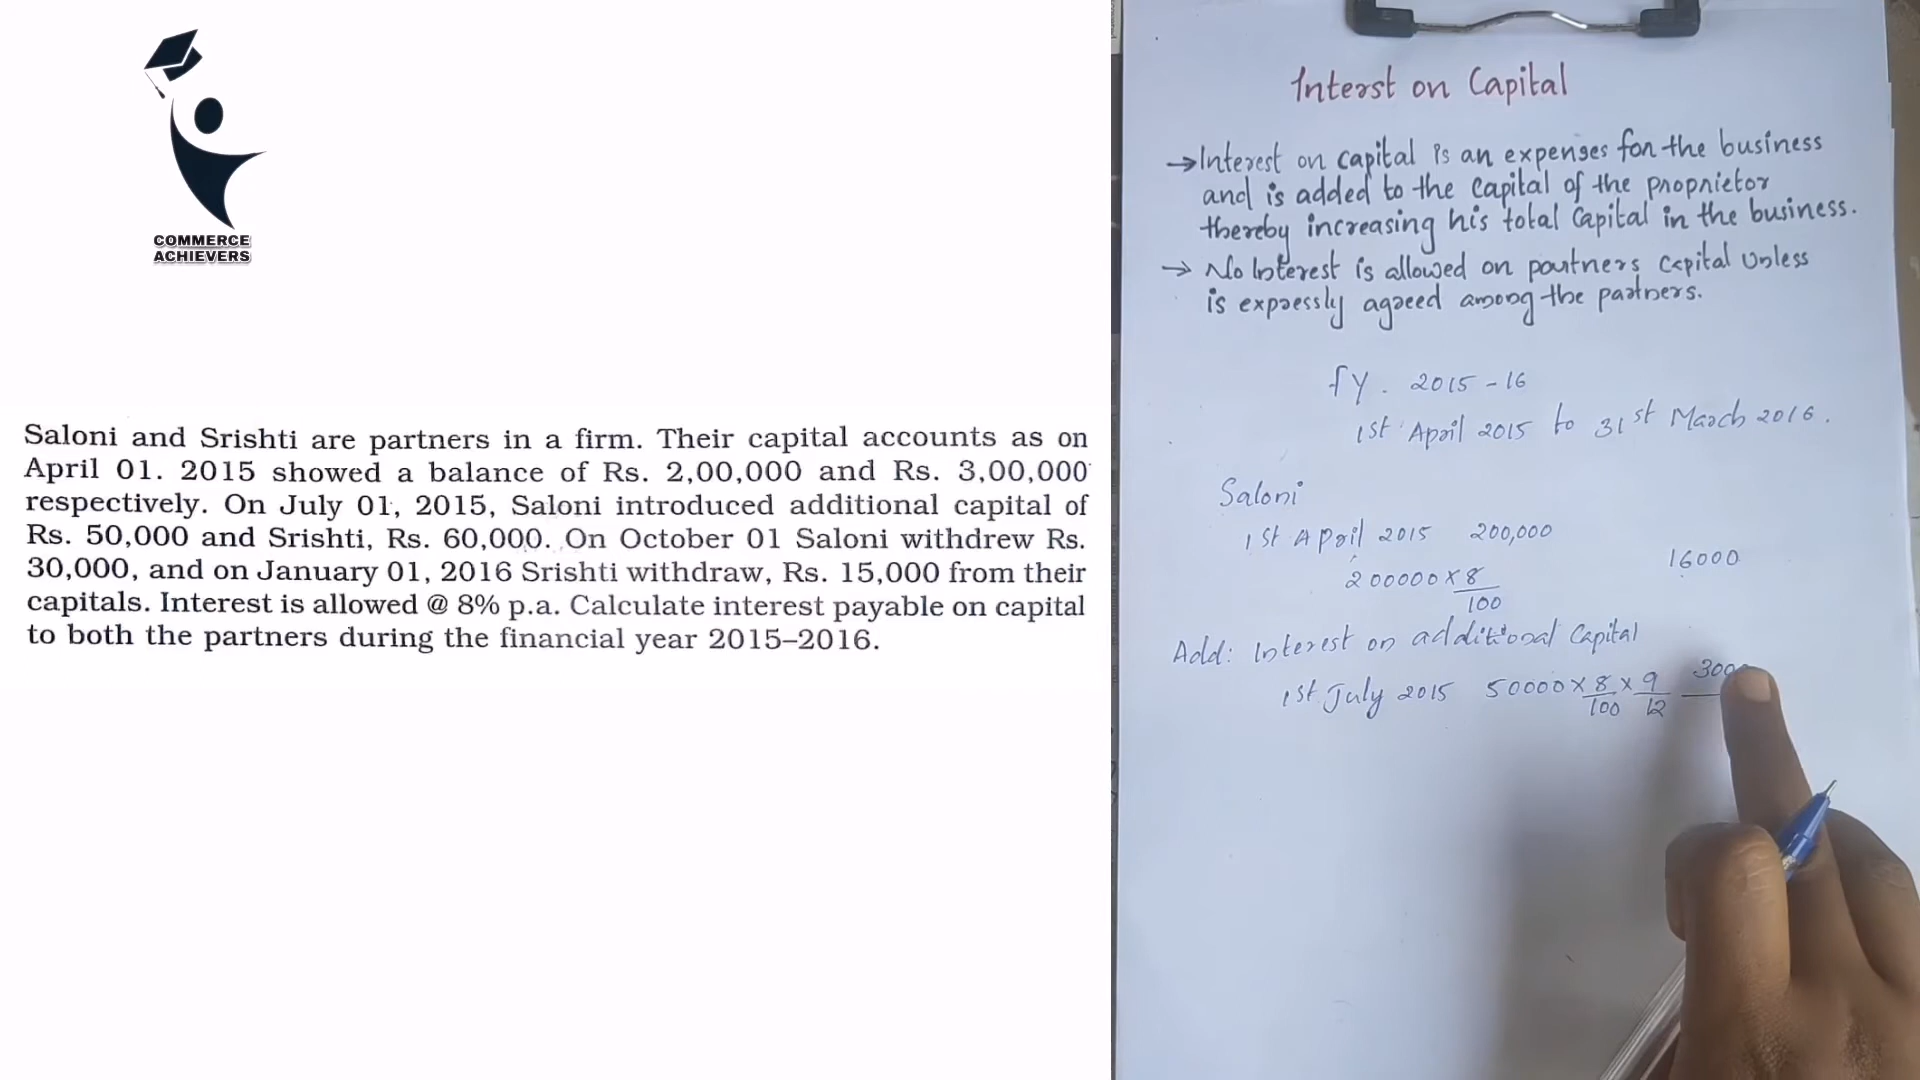 COMMERCE
ACHIEVERS
Saloni and Srishti are partners in a firm. Their capital accounts as on
April 01. 2015 showed a balance of Rs. 2,00,000 and Rs. 3,00,000
respectively. On July 01, 2015, Saloni introduced additional capital of
Rs. 50,000 and Srishti, Rs. 60,000. On October 01 Saloni withdrew Rs.
30,000, and on January 01, 2016 Srishti withdraw, Rs. 15,000 from their
capitals. Interest is allowed @ 8% p.a. Calculate interest payable on capital
to both the partners during the financial year 2015–2016.
Interst on Capital
→Interest on capital is an expenses for the business
and is added to the Capital of the proprietor
thereby increasing his total Capital in the business.
→ No Interest is allowed on partners capital unless
is expressly agreed among the partners.
FY. 2015-16
1st April 2015 to 31st March 2016.
Saloni
1st April 2015 200,000
200000 × 8/100 16000
Add: Interest on additional Capital
1st July 2015 50000 × 8/100 × 9/12